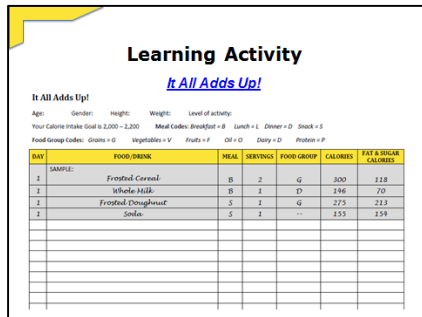 Learning Activity
It All Adds Up!
It All Adds Up!
Age: Gender: Height: Weight: Level of activity:
Your Calorie Intake Goal is 2,000 – 2,200 Meal Codes: Breakfast = B Lunch = L Dinner = D Snack = S
Food Group Codes: Grains = G Vegetables = V Fruits = F Oil = O Dairy = D Protein = P
DAY FOOD/DRINK MEAL SERVINGS FOOD GROUP CALORIES FAT & SUGAR CALORIES
SAMPLE:
1 Frosted Cereal B 2 G 300 118
1 Whole Milk B 1 D 146 70
1 Frosted Doughnut S 1 G 275 213
1 Soda S 1 -- 155 154